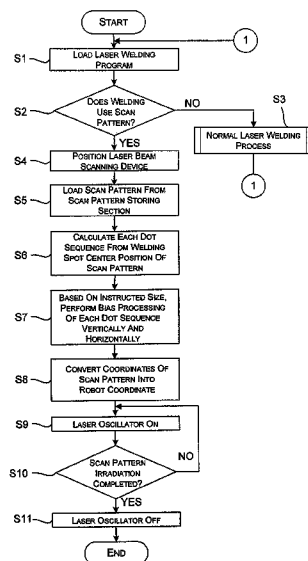 START
1
S1
LOAD LASER WELDING
PROGRAM
S2
DOES WELDING
USE SCAN
PATTERN?
NO
S3
NORMAL LASER WELDING
PROCESS
1
YES
S4
POSITION LASER BEAM
SCANNING DEVICE
S5
LOAD SCAN PATTERN FROM
SCAN PATTERN STORING
SECTION
S6
CALCULATE EACH DOT
SEQUENCE FROM WELDING
SPOT CENTER POSITION OF
SCAN PATTERN
S7
BASED ON INSTRUCTED SIZE,
PERFORM BIAS PROCESSING
OF EACH DOT SEQUENCE
VERTICALLY AND
HORIZONTALLY
S8
CONVERT COORDINATES OF
SCAN PATTERN INTO
ROBOT COORDINATE
S9
LASER OSCILLATOR ON
S10
SCAN PATTERN
IRRADIATION
COMPLETED?
NO
YES
S11
LASER OSCILLATOR OFF
END